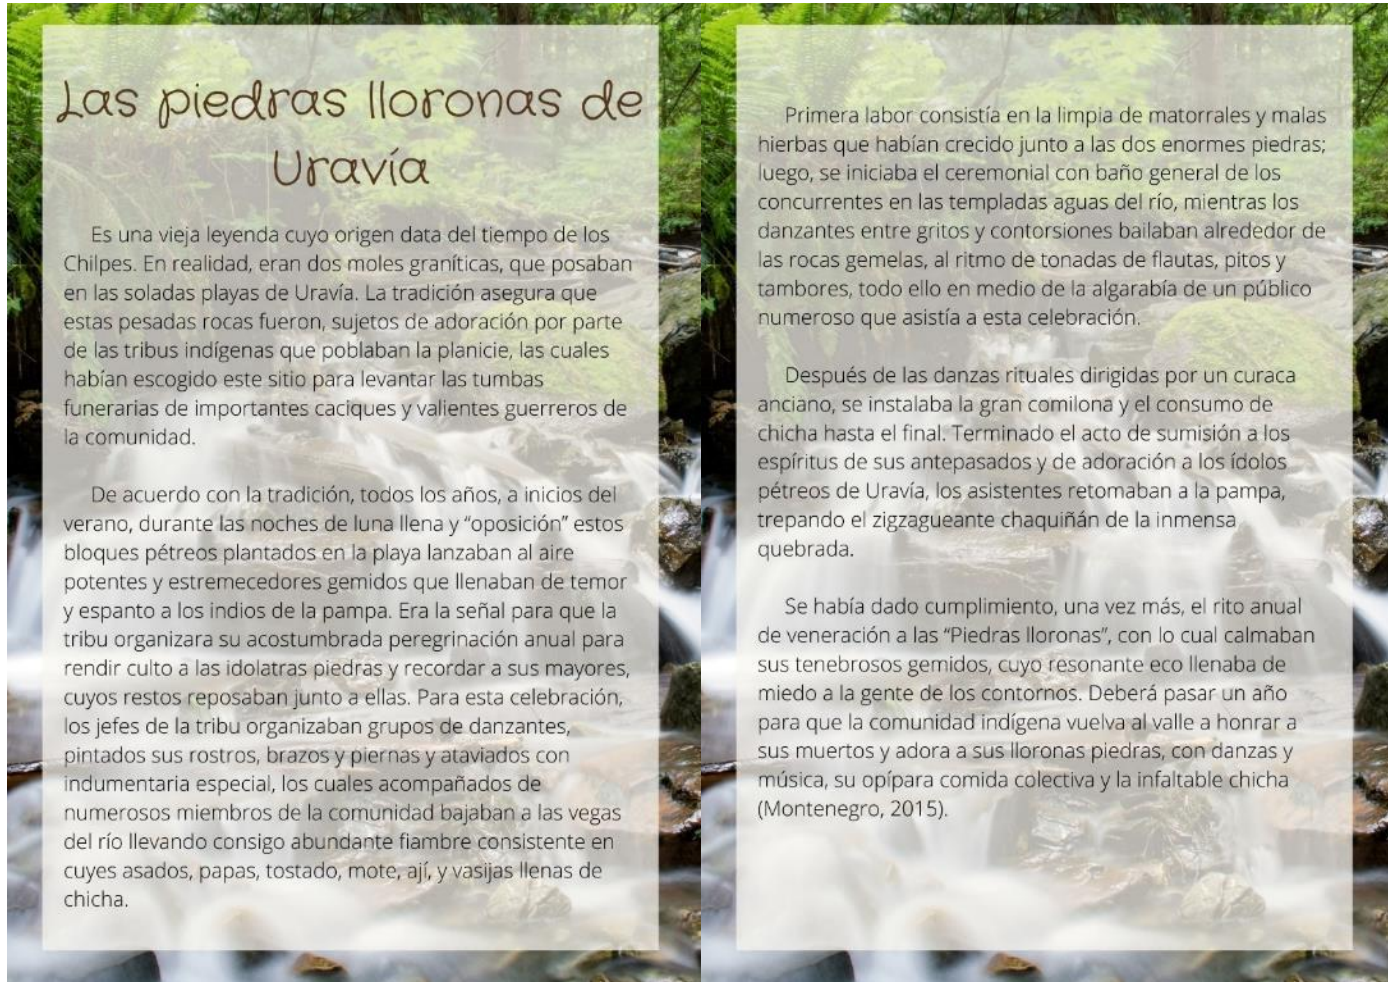 Las piedras lloronas de
Uravía
Es una vieja leyenda cuyo origen data del tiempo de los
Chilpes. En realidad, eran dos moles graníticas, que posaban
en las soladas playas de Uravía. La tradición asegura que
estas pesadas rocas fueron, sujetos de adoración por parte
de las tribus indígenas que poblaban la planicie, las cuales
habían escogido este sitio para levantar las tumbas
funerarias de importantes caciques y valientes guerreros de
la comunidad.
De acuerdo con la tradición, todos los años, a inicios del
verano, durante las noches de luna llena y “oposición” estos
bloques pétreos plantados en la playa lanzaban al aire
potentes y estremecedores gemidos que llenaban de temor
y espanto a los indios de la pampa. Era la señal para que la
tribu organizara su acostumbrada peregrinación anual para
rendir culto a las idolatras piedras y recordar a sus mayores,
cuyos restos reposaban junto a ellas. Para esta celebración,
los jefes de la tribu organizaban grupos de danzantes,
pintados sus rostros, brazos y piernas y ataviados con
indumentaria especial, los cuales acompañados de
numerosos miembros de la comunidad bajaban a las vegas
del río llevando consigo abundante fiambre consistente en
cuyes asados, papas, tostado, mote, ají, y vasijas llenas de
chicha.
Primera labor consistía en la limpia de matorrales y malas
hierbas que habían crecido junto a las dos enormes piedras;
luego, se iniciaba el ceremonial con baño general de los
concurrentes en las templadas aguas del río, mientras los
danzantes entre gritos y contorsiones bailaban alrededor de
las rocas gemelas, al ritmo de tonadas de flautas, pitos y
tambores, todo ello en medio de la algarabía de un público
numeroso que asistía a esta celebración.
Después de las danzas rituales dirigidas por un curaca
anciano, se instalaba la gran comilona y el consumo de
chicha hasta el final. Terminado el acto de sumisión a los
espíritus de sus antepasados y de adoración a los ídolos
pétreos de Uravía, los asistentes retomaban a la pampa,
trepando el zigzagueante chaquiñán de la inmensa
quebrada.
Se había dado cumplimiento, una vez más, el rito anual
de veneración a las “Piedras lloronas”, con lo cual calmaban
sus tenebrosos gemidos, cuyo resonante eco llenaba de
miedo a la gente de los contornos. Deberá pasar un año
para que la comunidad indígena vuelva al valle a honrar a
sus muertos y adora a sus lloronas piedras, con danzas y
música, su opípara comida colectiva y la infaltable chicha
(Montenegro, 2015).